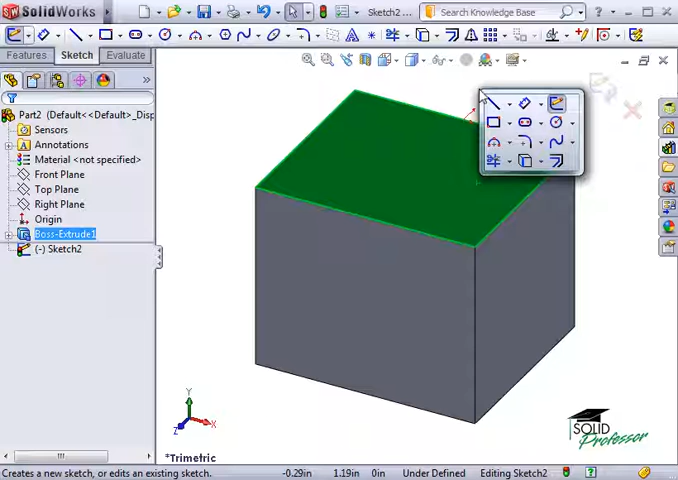 SolidWorks
Sketch2 ...
Search Knowledge Base
Features
Sketch
Evaluate
Part2 (Default<<Default>_Disp
Sensors
Annotations
Material <not specified>
Front Plane
Top Plane
Right Plane
Origin
Boss-Extrude1
(-) Sketch2
Y
X
Z
*Trimetric
SOLID
Professor
Creates a new sketch, or edits an existing sketch.
-0.29in
1.19in
0in
Under Defined
Editing Sketch2